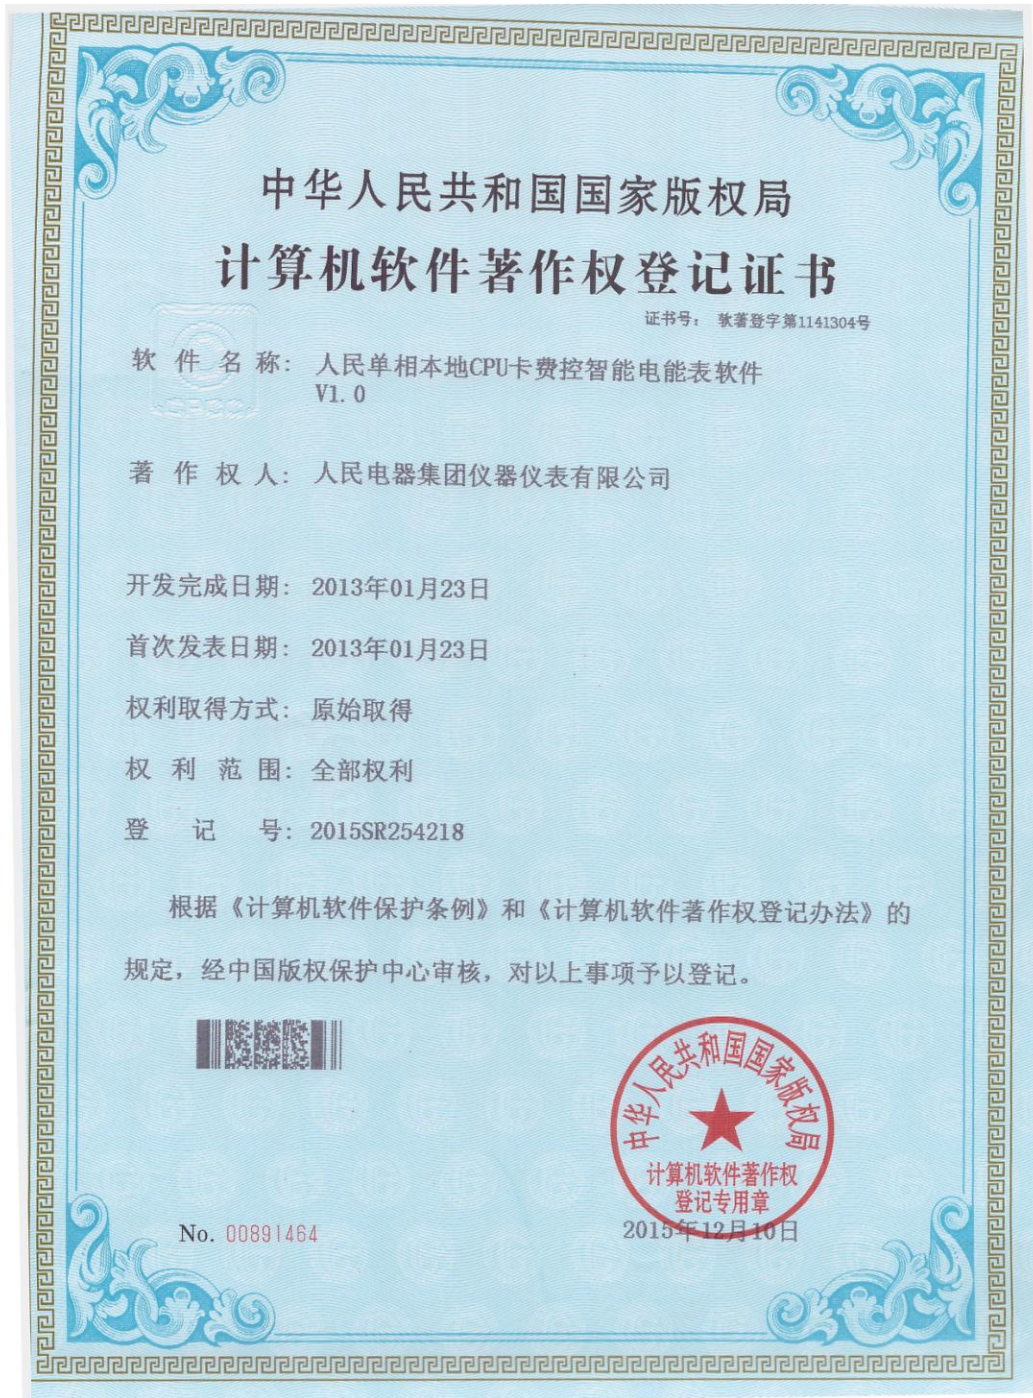 中华人民共和国国家版权局
计算机软件著作权登记证书
证书号： 软著登字第1141304号
软件名称： 人民单相本地CPU卡费控智能电能表软件
V1.0
CPCC
著作权人： 人民电器集团仪器仪表有限公司
开发完成日期： 2013年01月23日
首次发表日期： 2013年01月23日
权利取得方式： 原始取得
权利范围： 全部权利
登记号： 2015SR254218
根据《计算机软件保护条例》和《计算机软件著作权登记办法》的
规定，经中国版权保护中心审核，对以上事项予以登记。
中华人民共和国国家版权局
计算机软件著作权
登记专用章
No. 00891464
2015年12月10日